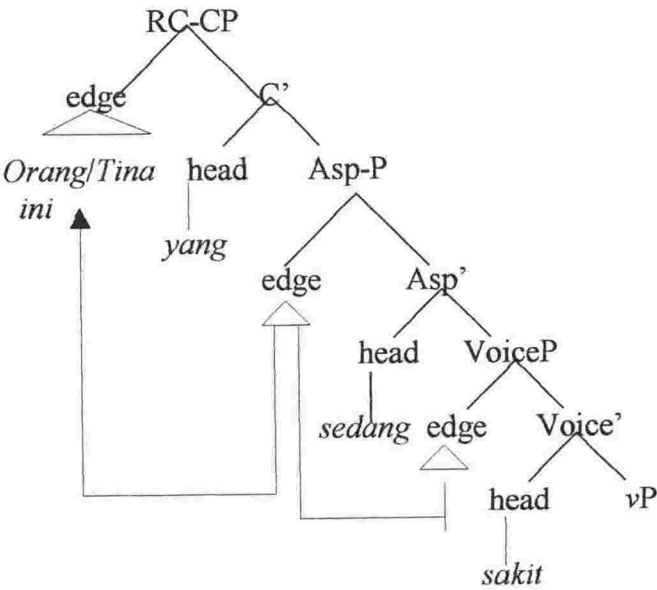 RC-CP
edge C’
Orang/Tina head Asp-P
ini
yang
edge Asp’
head VoiceP
sedang edge Voice’
head vP
sakit